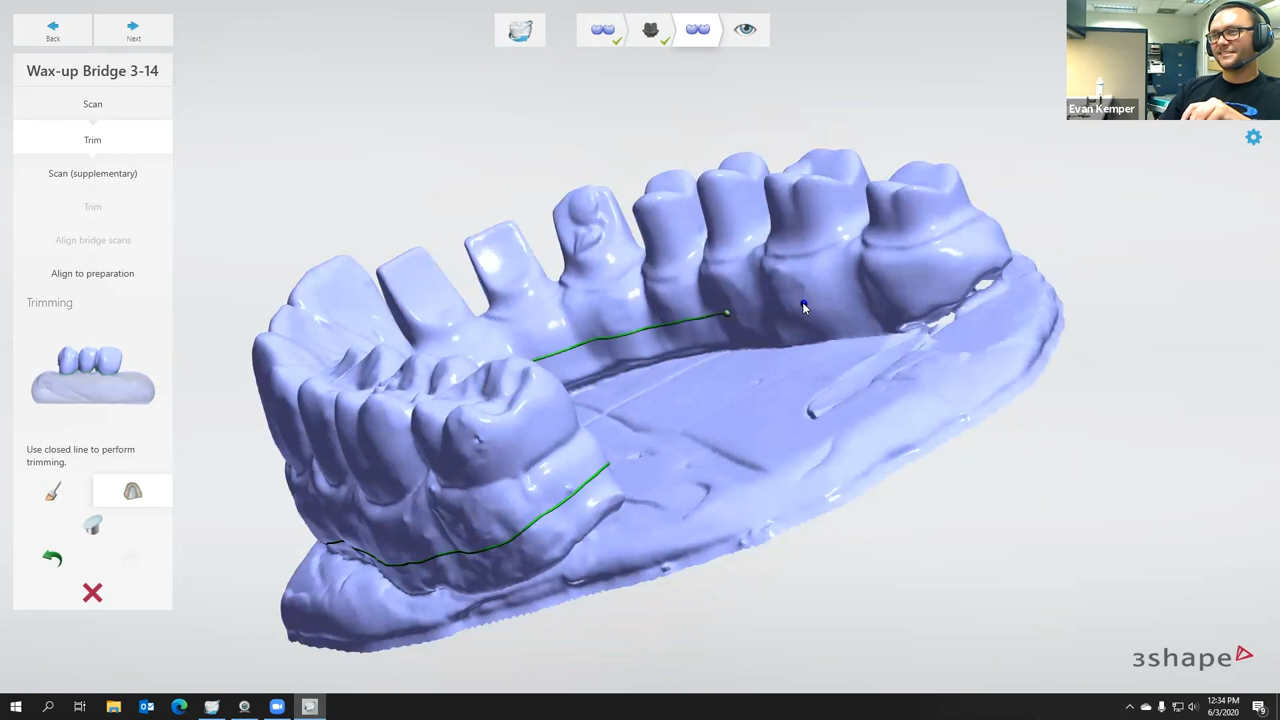 Back
Next
Wax-up Bridge 3-14
Scan
Trim
Scan (supplementary)
Trim
Align bridge scans
Align to preparation
Trimming
Use closed line to perform
trimming.
Evan Kemper
3shape
12:34 PM
6/3/2020
9